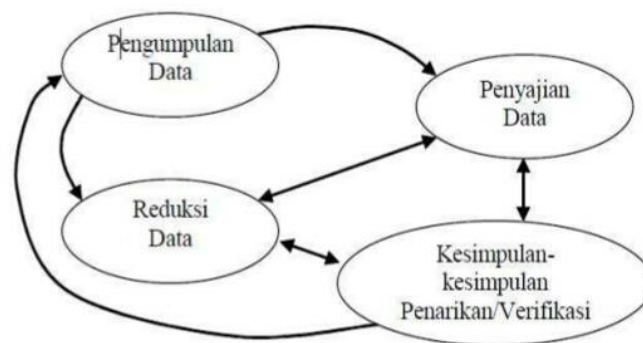 Pengumpulan
Data
Penyajian
Data
Reduksi
Data
Kesimpulan-
kesimpulan
Penarikan/Verifikasi